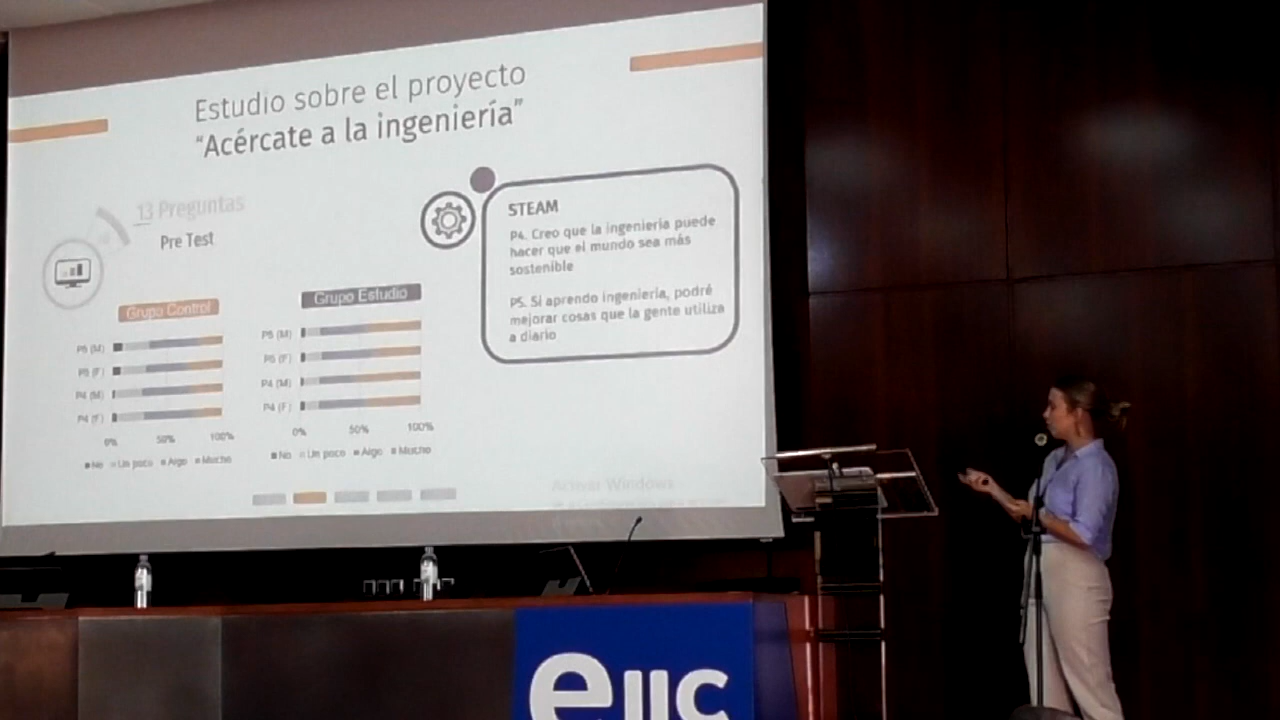 Estudio sobre el proyecto
“Acércate a la ingeniería”
13 Preguntas
Pre Test
STEAM
P4. Creo que la ingeniería puede
hacer que el mundo sea más
sostenible
P5. Si aprendo ingeniería, podré
mejorar cosas que la gente utiliza
a diario
Grupo Control
P5 (M)
P5 (F)
P4 (M)
P4 (F)
0% 50% 100%
No Un poco Algo Mucho
Grupo Estudio
P5 (M)
P5 (F)
P4 (M)
P4 (F)
0% 50% 100%
No Un poco Algo Mucho
Activar Windows
eiic